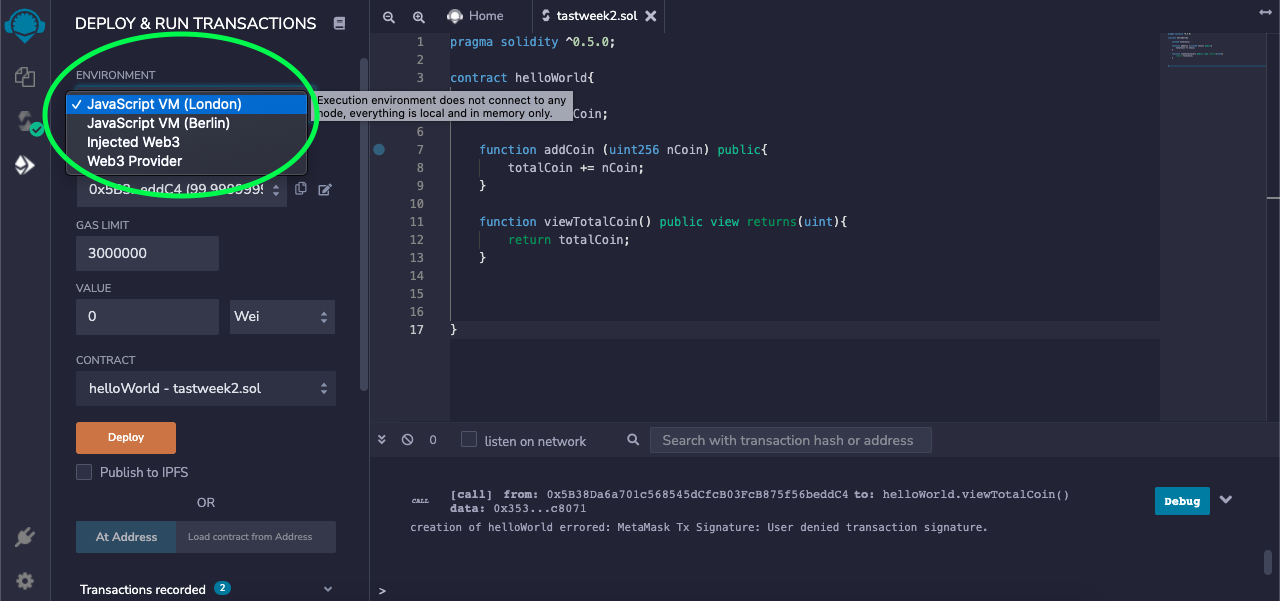 DEPLOY & RUN TRANSACTIONS
ENVIRONMENT
✓ JavaScript VM (London)
JavaScript VM (Berlin)
Injected Web3
Web3 Provider
Execution environment does not connect to any
node, everything is local and in memory only.
0x5B3...eddC4 (99.9999999
GAS LIMIT
3000000
VALUE
0
Wei
CONTRACT
helloWorld - tastweek2.sol
Deploy
Publish to IPFS
OR
At Address
Load contract from Address
Transactions recorded 2
Home
tastweek2.sol
1 pragma solidity ^0.5.0;
2
3 contract helloWorld{
Coin;
6
7 function addCoin (uint256 nCoin) public{
8 totalCoin += nCoin;
9 }
10
11 function viewTotalCoin() public view returns(uint){
12 return totalCoin;
13 }
14
15
16
17 }
0
listen on network
Search with transaction hash or address
CALL
[call] from: 0x5B38Da6a701c568545dCfcB03FcB875f56beddC4 to: helloWorld.viewTotalCoin()
data: 0x353...c8071
Debug
creation of helloWorld errored: MetaMask Tx Signature: User denied transaction signature.
>